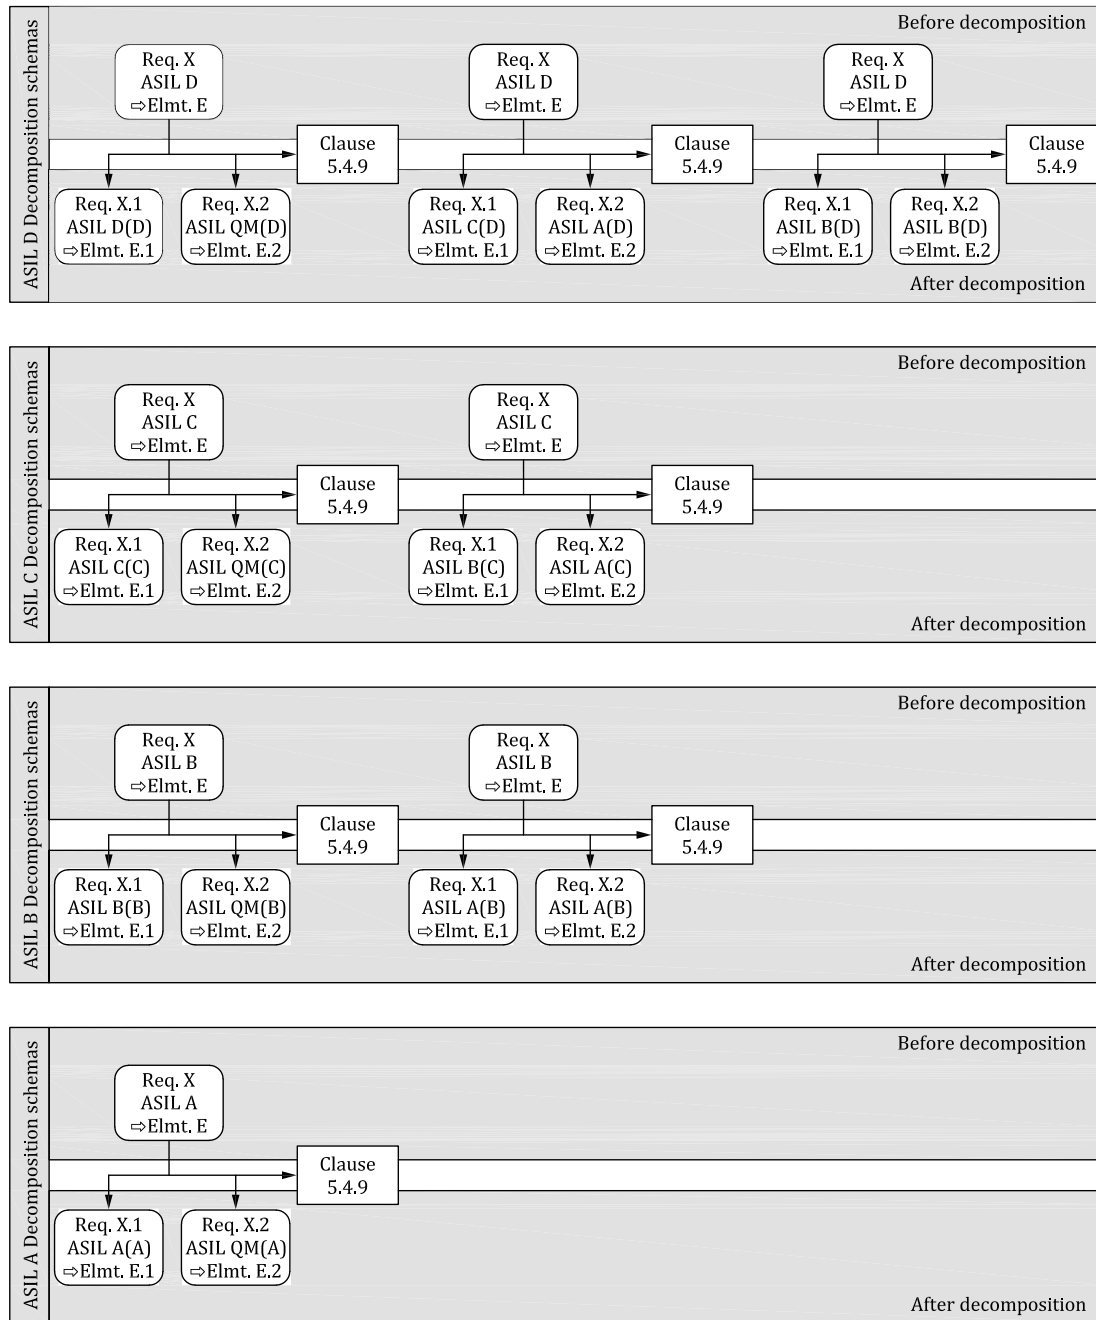 ASIL D Decomposition schemas
Before decomposition
Req. X
ASIL D
⇨Elmt. E
Clause
5.4.9
Req. X.1
ASIL D(D)
⇨Elmt. E.1
Req. X.2
ASIL QM(D)
⇨Elmt. E.2
Req. X
ASIL D
⇨Elmt. E
Clause
5.4.9
Req. X.1
ASIL C(D)
⇨Elmt. E.1
Req. X.2
ASIL A(D)
⇨Elmt. E.2
Req. X
ASIL D
⇨Elmt. E
Clause
5.4.9
Req. X.1
ASIL B(D)
⇨Elmt. E.1
Req. X.2
ASIL B(D)
⇨Elmt. E.2
After decomposition
ASIL C Decomposition schemas
Before decomposition
Req. X
ASIL C
⇨Elmt. E
Clause
5.4.9
Req. X.1
ASIL C(C)
⇨Elmt. E.1
Req. X.2
ASIL QM(C)
⇨Elmt. E.2
Req. X
ASIL C
⇨Elmt. E
Clause
5.4.9
Req. X.1
ASIL B(C)
⇨Elmt. E.1
Req. X.2
ASIL A(C)
⇨Elmt. E.2
After decomposition
ASIL B Decomposition schemas
Before decomposition
Req. X
ASIL B
⇨Elmt. E
Clause
5.4.9
Req. X.1
ASIL B(B)
⇨Elmt. E.1
Req. X.2
ASIL QM(B)
⇨Elmt. E.2
Req. X
ASIL B
⇨Elmt. E
Clause
5.4.9
Req. X.1
ASIL A(B)
⇨Elmt. E.1
Req. X.2
ASIL A(B)
⇨Elmt. E.2
After decomposition
ASIL A Decomposition schemas
Before decomposition
Req. X
ASIL A
⇨Elmt. E
Clause
5.4.9
Req. X.1
ASIL A(A)
⇨Elmt. E.1
Req. X.2
ASIL QM(A)
⇨Elmt. E.2
After decomposition